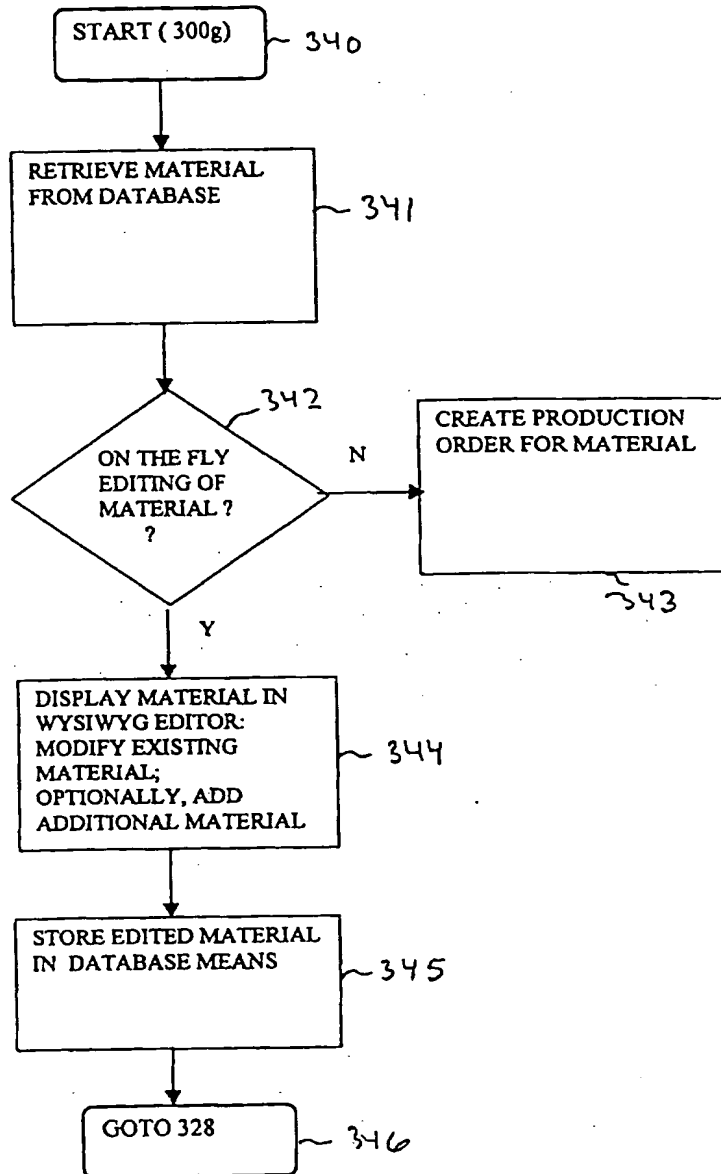 START ( 300g)
340
RETRIEVE MATERIAL
FROM DATABASE
341
342
ON THE FLY
EDITING OF
MATERIAL ?
?
N
CREATE PRODUCTION
ORDER FOR MATERIAL
343
Y
DISPLAY MATERIAL IN
WYSIWYG EDITOR:
MODIFY EXISTING
MATERIAL;
OPTIONALLY, ADD
ADDITIONAL MATERIAL
344
STORE EDITED MATERIAL
IN DATABASE MEANS
345
GOTO 328
346